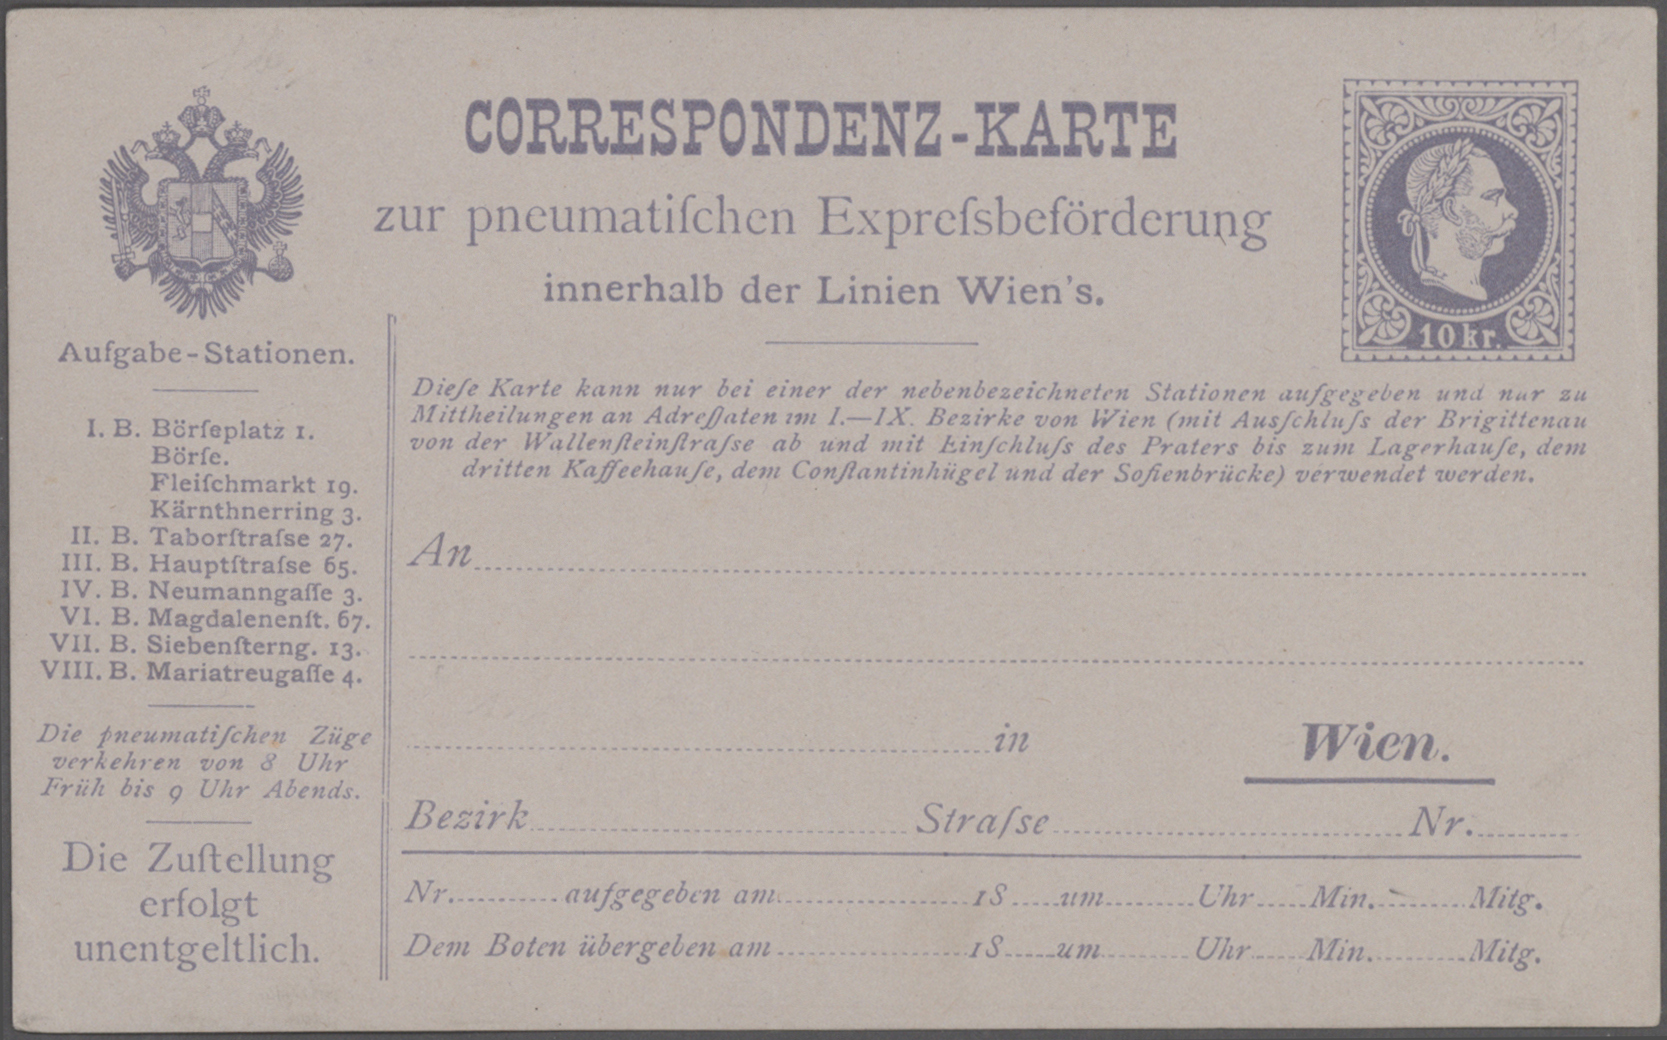 CORRESPONDENZ-KARTE
zur pneumatiſchen Expreſsbeförderung
innerhalb der Linien Wien's.
10 kr.
Aufgabe-Stationen.
I. B. Börſeplatz 1.
Börſe.
Fleiſchmarkt 19.
Kärnthnerring 3.
II. B. Taborſtraſse 27.
III. B. Hauptſtraſse 65.
IV. B. Neumanngaſſe 3.
VI. B. Magdalenenſt. 67.
VII. B. Siebenſterng. 13.
VIII. B. Mariatreugaſſe 4.
Die pneumatiſchen Züge
verkehren von 8 Uhr
Früh bis 9 Uhr Abends.
Die Zuſtellung
erfolgt
unentgeltlich.
Dieſe Karte kann nur bei einer der nebenbezeichneten Stationen aufgegeben und nur zu
Mittheilungen an Adreſſaten im I.—IX. Bezirke von Wien (mit Ausſchluſs der Brigittenau
von der Wallenſteinſtraſse ab und mit Einſchluſs des Praters bis zum Lagerhauſe, dem
dritten Kaffeehauſe, dem Conſtantinhügel und der Sofienbrücke) verwendet werden.
An
in Wien.
Bezirk Straſse Nr.
Nr. aufgegeben am 18 um Uhr Min. Mitg.
Dem Boten übergeben am 18 um Uhr Min. Mitg.